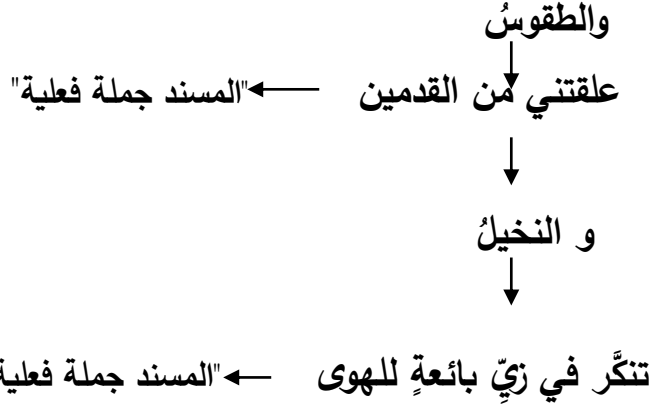 والطقوسُ
علقتني من القدمين "المسند جملة فعلية"
و النخيلُ
تنكَّر في زيِّ بائعةٍ للهوى "المسند جملة فعلية